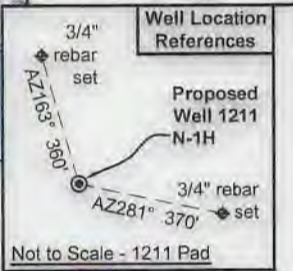 Well Location
References
3/4"
rebar
set
Proposed
Well 1211
N-1H
AZ163° 360'
AZ281° 370'
3/4" rebar
set
Not to Scale - 1211 Pad